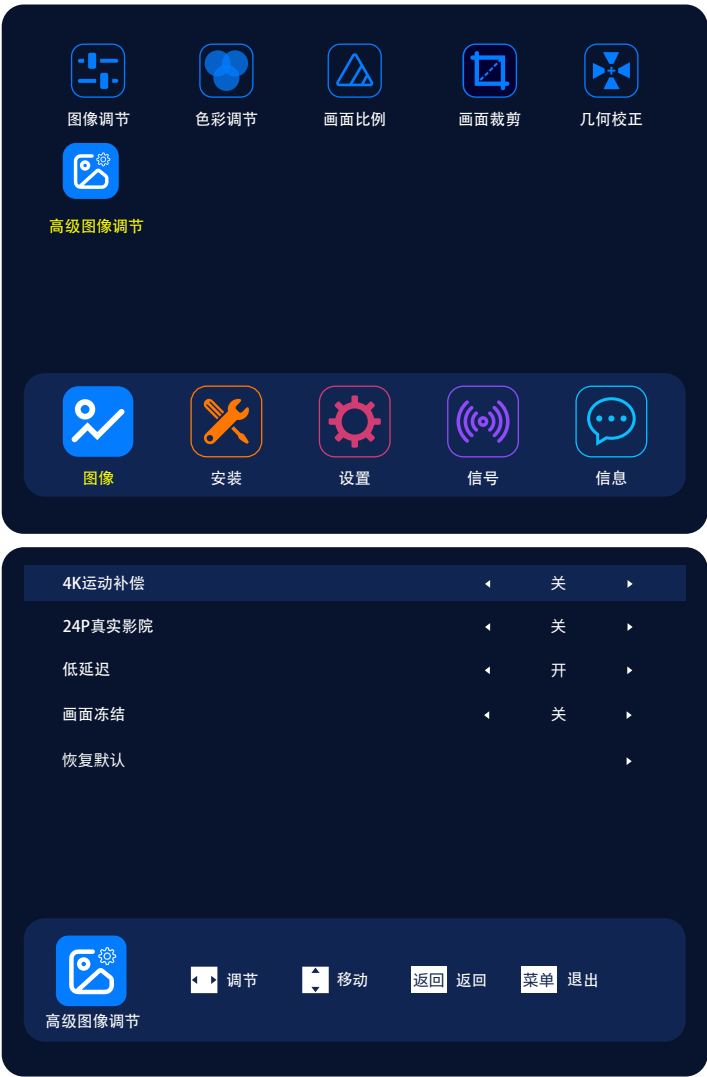 图像调节 色彩调节 画面比例 画面裁剪 几何校正
高级图像调节
图像 安装 设置 信号 信息
4K运动补偿 关
24P真实影院 关
低延迟 开
画面冻结 关
恢复默认
调节 移动 返回 返回 菜单 退出
高级图像调节